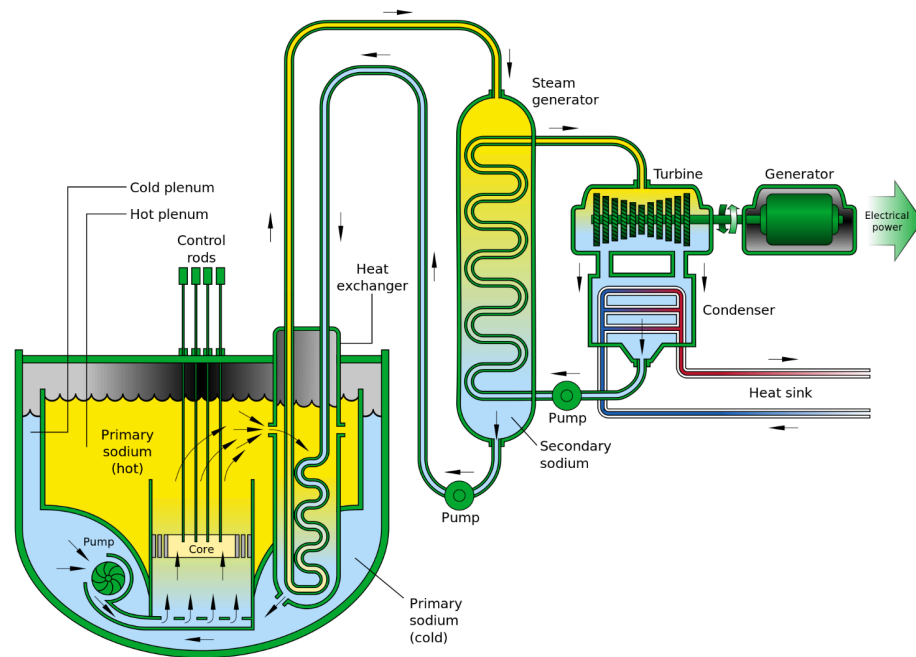 Steam
generator
Turbine
Generator
Electrical
power
Cold plenum
Hot plenum
Control
rods
Heat
exchanger
Condenser
Heat sink
Pump
Primary
sodium
(hot)
Secondary
sodium
Pump
Pump
Core
Primary
sodium
(cold)